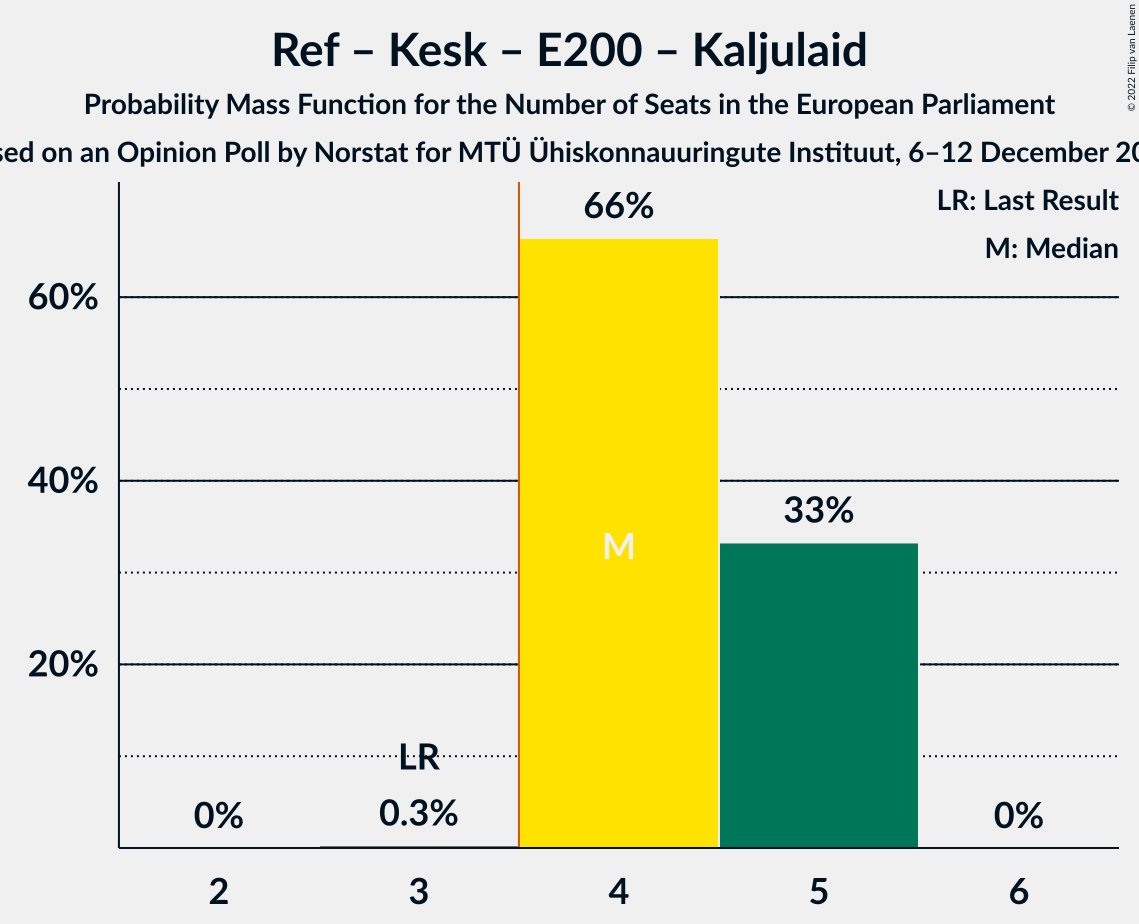 Ref – Kesk – E200 – Kaljulaid
Probability Mass Function for the Number of Seats in the European Parliament
sed on an Opinion Poll by Norstat for MTÜ Ühiskonnauuringute Instituut, 6–12 December 20
© 2022 Filip van Laenen
LR: Last Result
M: Median
66%
60%
M
33%
40%
20%
LR
0%
0.3%
0%
2
3
4
5
6